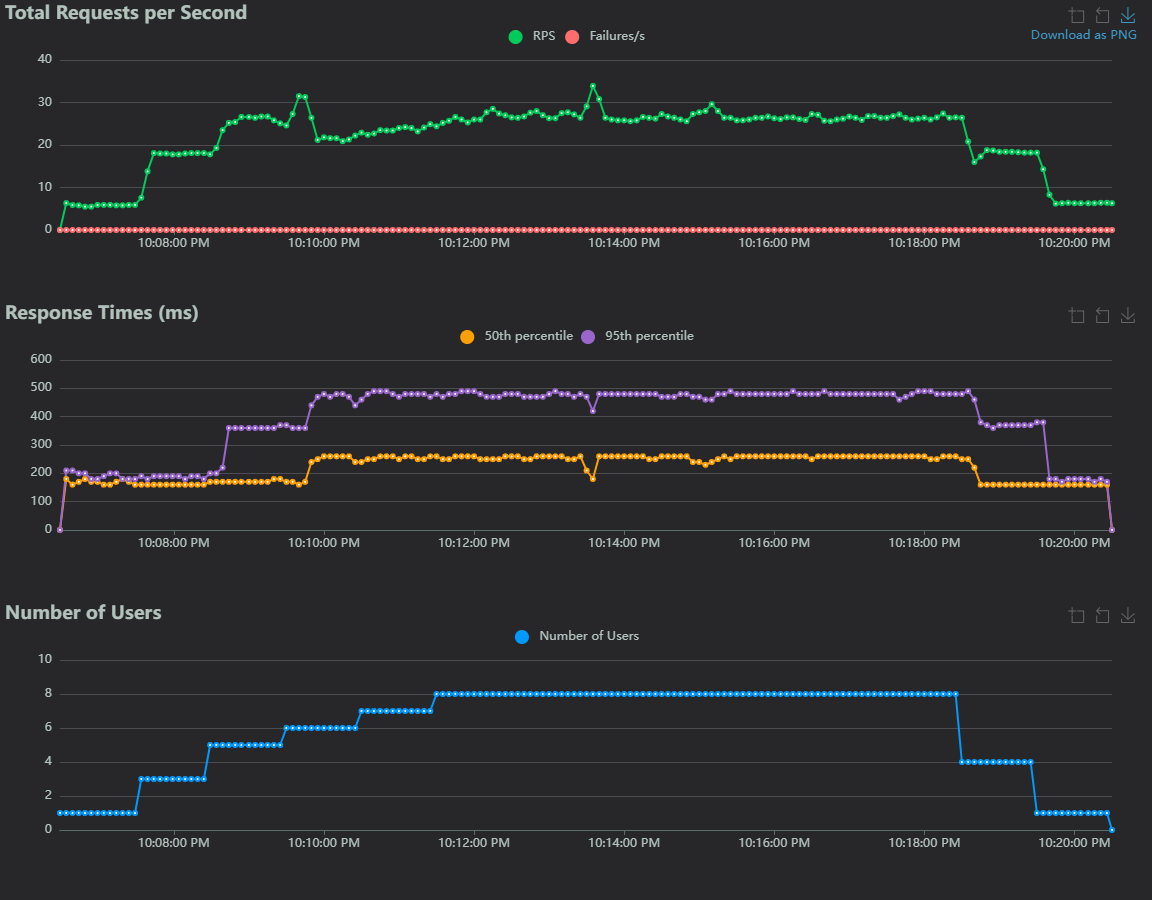 Total Requests per Second
Download as PNG
RPS Failures/s
40
30
20
10
0
10:08:00 PM 10:10:00 PM 10:12:00 PM 10:14:00 PM 10:16:00 PM 10:18:00 PM 10:20:00 PM
Response Times (ms)
50th percentile 95th percentile
600
500
400
300
200
100
0
10:08:00 PM 10:10:00 PM 10:12:00 PM 10:14:00 PM 10:16:00 PM 10:18:00 PM 10:20:00 PM
Number of Users
Number of Users
10
8
6
4
2
0
10:08:00 PM 10:10:00 PM 10:12:00 PM 10:14:00 PM 10:16:00 PM 10:18:00 PM 10:20:00 PM